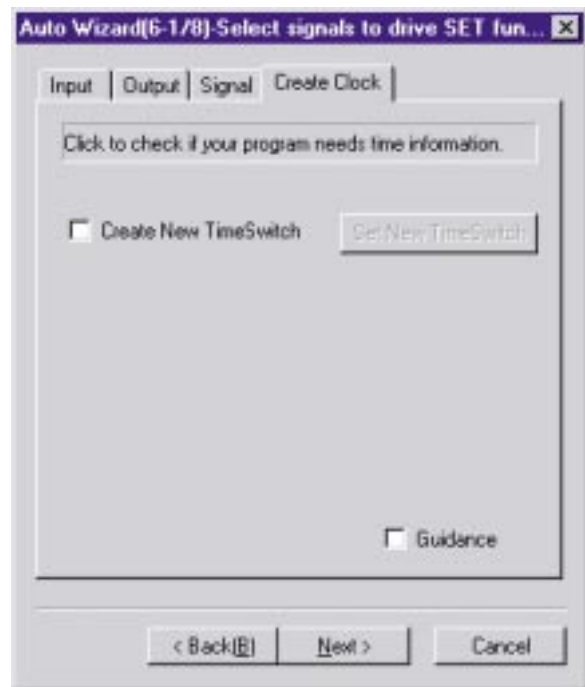 Auto Wizard(6-1/8)-Select signals to drive SET fun...
Input Output Signal Create Clock
Click to check if your program needs time information.
Create New TimeSwitch Set New TimeSwitch
Guidance
< Back(B) Next > Cancel